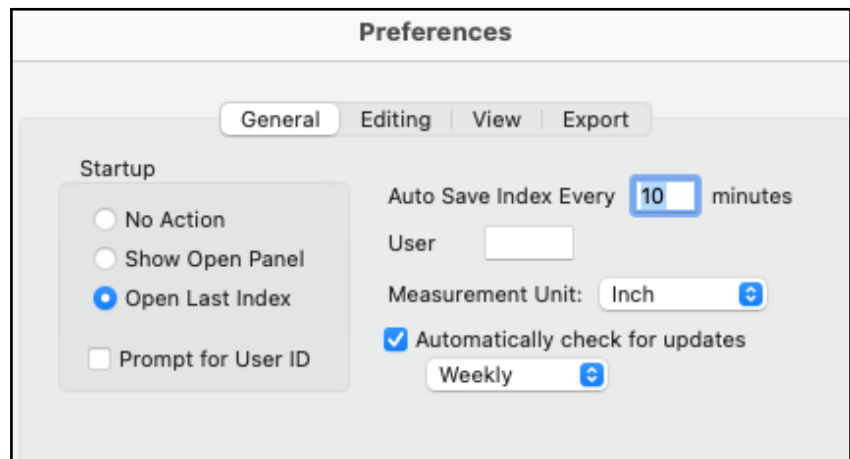 Preferences
General Editing View Export
Startup
No Action
Show Open Panel
Open Last Index
Prompt for User ID
Auto Save Index Every 10 minutes
User
Measurement Unit: Inch
Automatically check for updates
Weekly